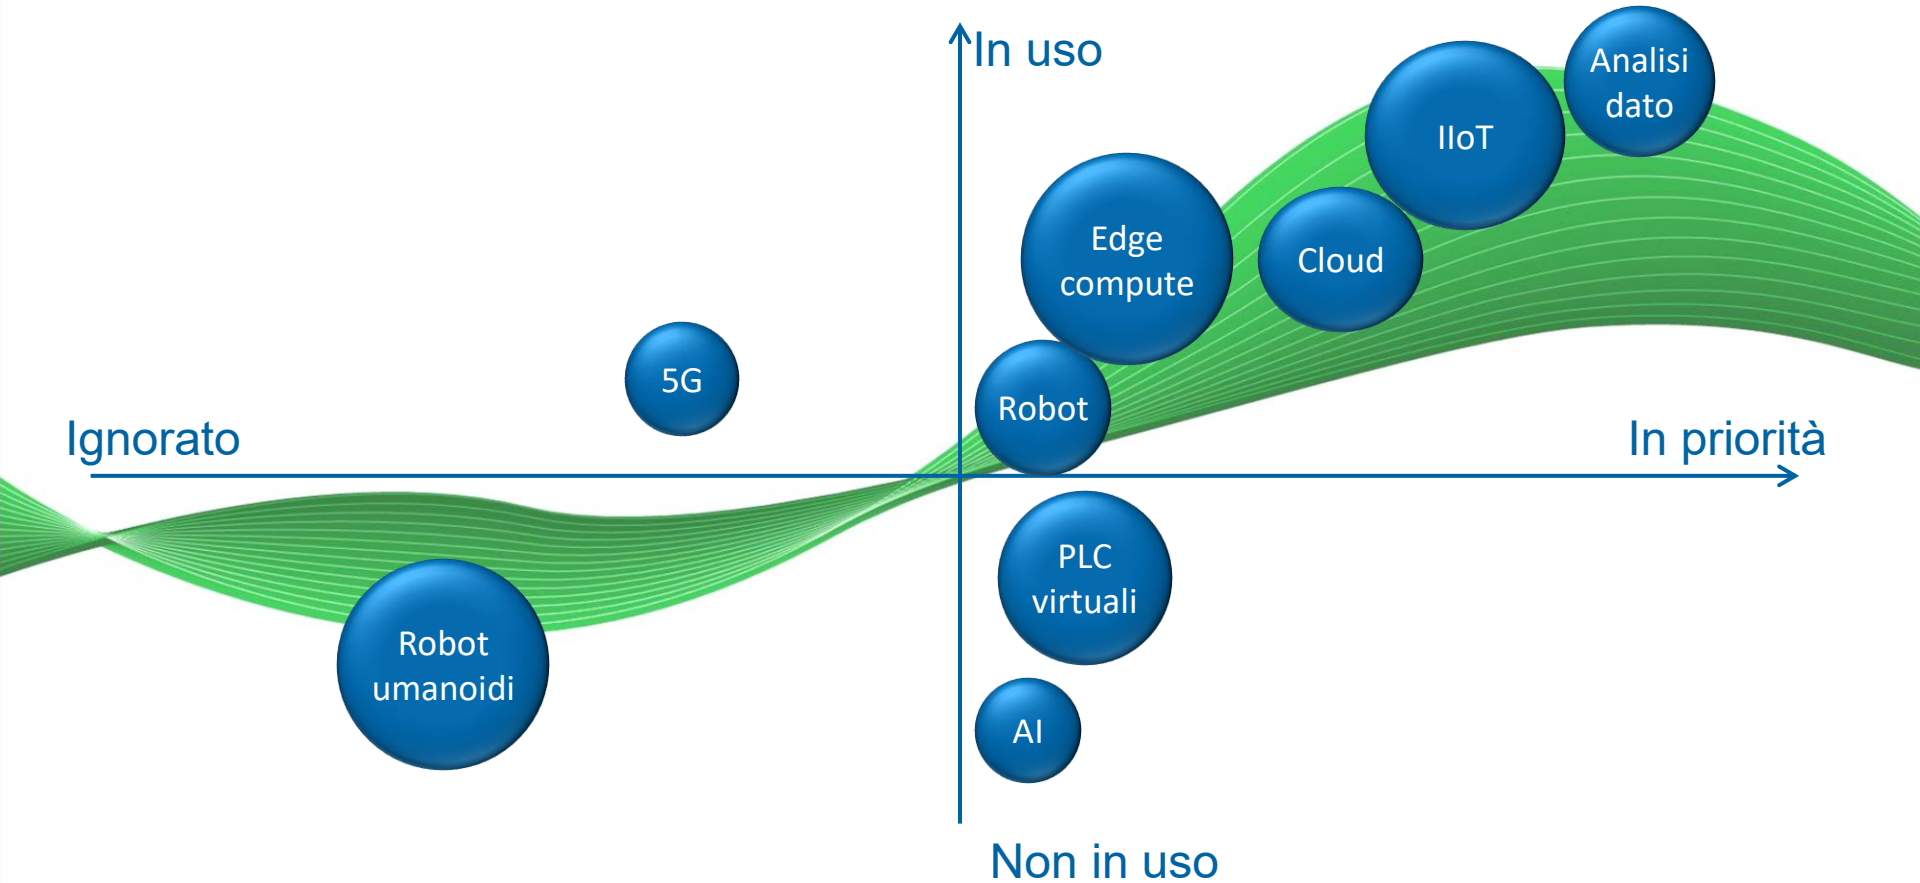 In uso
Analisi
dato
IIoT
Edge
compute
Cloud
5G
Robot
Ignorato
In priorità
PLC
virtuali
Robot
umanoidi
AI
Non in uso